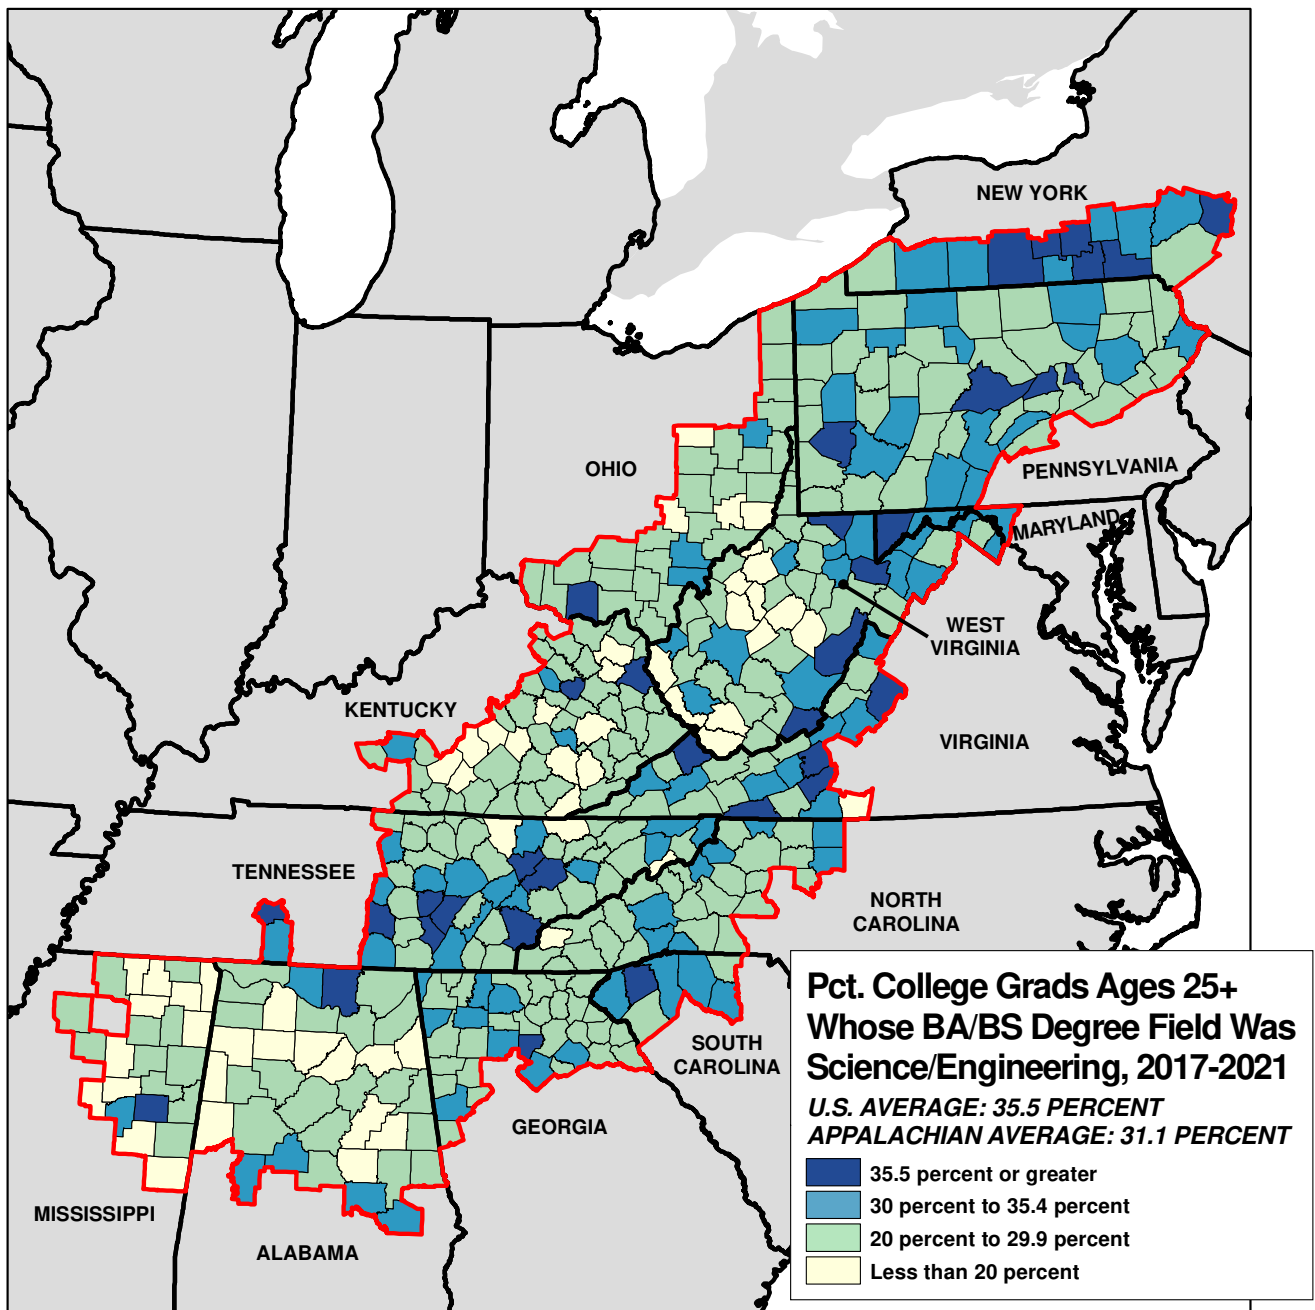 NEW YORK
OHIO
PENNSYLVANIA
MARYLAND
WEST
VIRGINIA
KENTUCKY
VIRGINIA
TENNESSEE
NORTH
CAROLINA
SOUTH
CAROLINA
GEORGIA
MISSISSIPPI
ALABAMA
Pct. College Grads Ages 25+
Whose BA/BS Degree Field Was
Science/Engineering, 2017-2021
U.S. AVERAGE: 35.5 PERCENT
APPALACHIAN AVERAGE: 31.1 PERCENT
35.5 percent or greater
30 percent to 35.4 percent
20 percent to 29.9 percent
Less than 20 percent